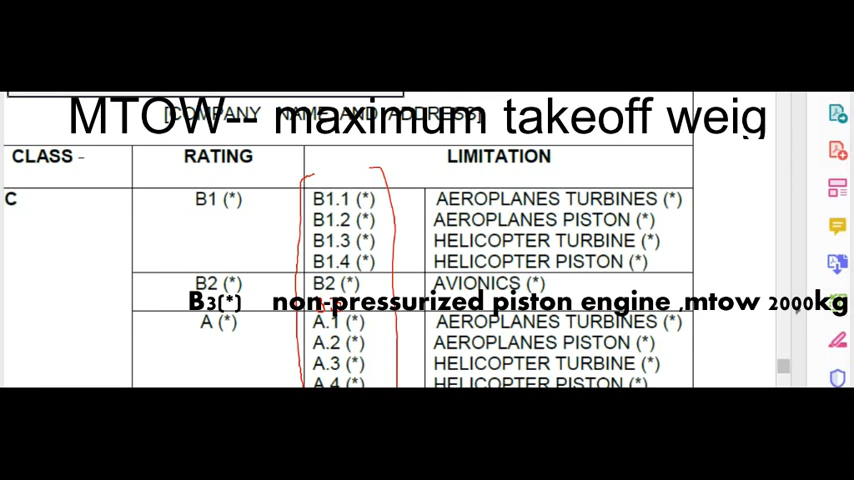 [COMPANY NAME AND ADDRESS]
MTOW-- maximum takeoff weig
CLASS - RATING LIMITATION
C B1 (*) B1.1 (*) AEROPLANES TURBINES (*)
B1.2 (*) AEROPLANES PISTON (*)
B1.3 (*) HELICOPTER TURBINE (*)
B1.4 (*) HELICOPTER PISTON (*)
B2 (*) B2 (*) AVIONICS (*)
B3(*) non-pressurized piston engine ,mtow 2000kg
A (*) A.1 (*) AEROPLANES TURBINES (*)
A.2 (*) AEROPLANES PISTON (*)
A.3 (*) HELICOPTER TURBINE (*)
A.4 (*) HELICOPTER PISTON (*)